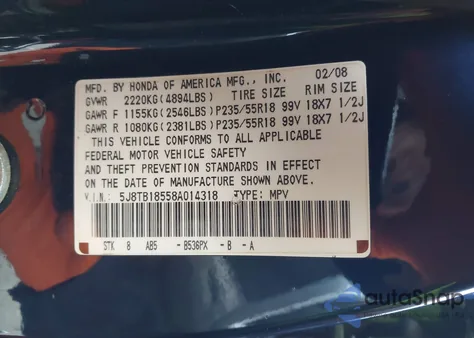 MFD. BY HONDA OF AMERICA MFG., INC. 02/08
GVWR 2220KG(4894LBS) TIRE SIZE RIM SIZE
GAWR F 1155KG(2546LBS)P235/55R18 99V 18X7 1/2J
GAWR R 1080KG(2381LBS)P235/55R18 99V 18X7 1/2J
THIS VEHICLE CONFORMS TO ALL APPLICABLE
FEDERAL MOTOR VEHICLE SAFETY
AND THEFT PREVENTION STANDARDS IN EFFECT
ON THE DATE OF MANUFACTURE SHOWN ABOVE.
V.I.N.: 5J8TB18558A014318 TYPE: MPV
STK 8 AB5 - B536PX - B - A
autaSnap